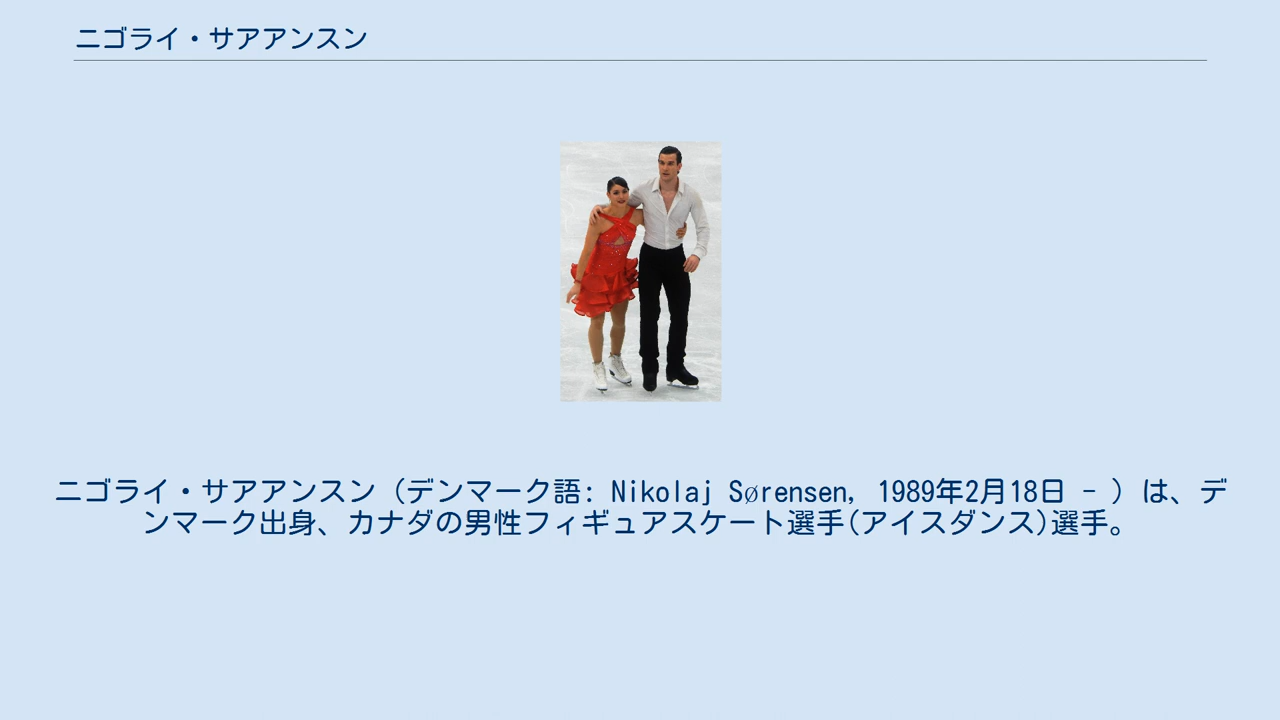 ニゴライ・サアアンスン
ニゴライ・サアアンスン（デンマーク語: Nikolaj Sørensen, 1989年2月18日 - ）は、デ
ンマーク出身、カナダの男性フィギュアスケート選手(アイスダンス)選手。